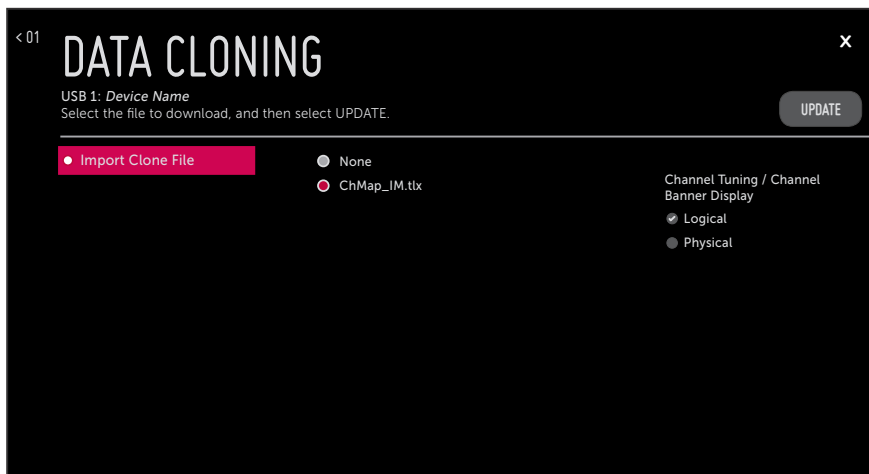 < 01
DATA CLONING
X
USB 1: Device Name
Select the file to download, and then select UPDATE.
UPDATE
Import Clone File
None
ChMap_IM.tlx
Channel Tuning / Channel
Banner Display
Logical
Physical